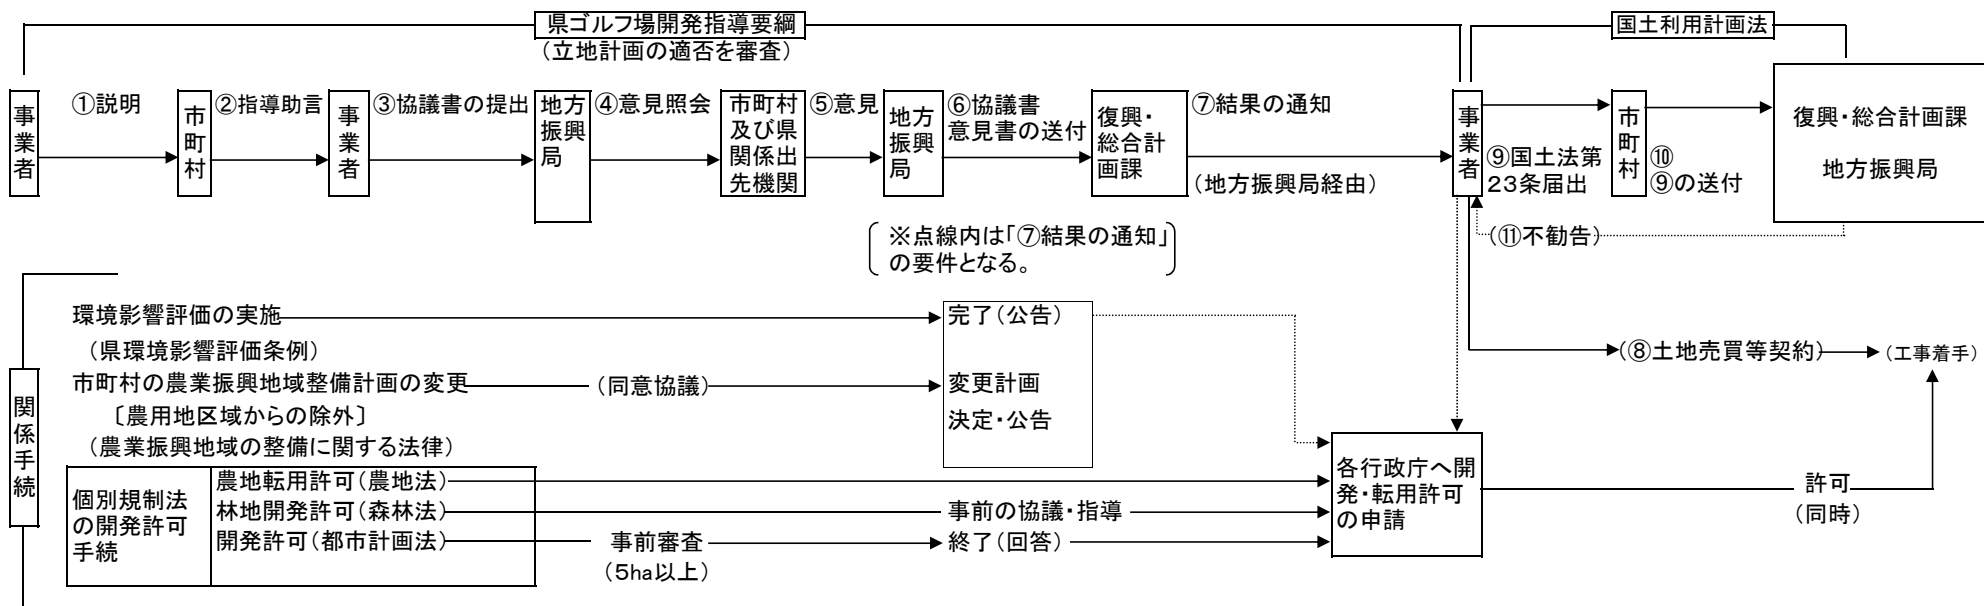 県ゴルフ場開発指導要綱
(立地計画の適否を審査)
国土利用計画法
事業者
①説明
市町村
②指導助言
事業者
③協議書の提出
地方
振興
局
④意見照会
市町村
及び県
関係出
先機関
⑤意見
地方
振興
局
⑥協議書
意見書の送付
復興・
総合計
画課
⑦結果の通知
(地方振興局経由)
事業者
⑨国土法第
23条届出
市町村
⑩
⑨の送付
復興・総合計画課
地方振興局
(⑪不勧告)
※点線内は「⑦結果の通知」
の要件となる。
関係手続
環境影響評価の実施
完了(公告)
(県環境影響評価条例)
(⑧土地売買等契約)
(工事着手)
市町村の農業振興地域整備計画の変更
(同意協議)
変更計画
決定・公告
〔農用地区域からの除外〕
(農業振興地域の整備に関する法律)
個別規制法
の開発許可
手続
農地転用許可(農地法)
林地開発許可(森林法)
事前の協議・指導
開発許可(都市計画法)
事前審査
(5ha以上)
終了(回答)
各行政庁へ開
発・転用許可
の申請
許可
(同時)